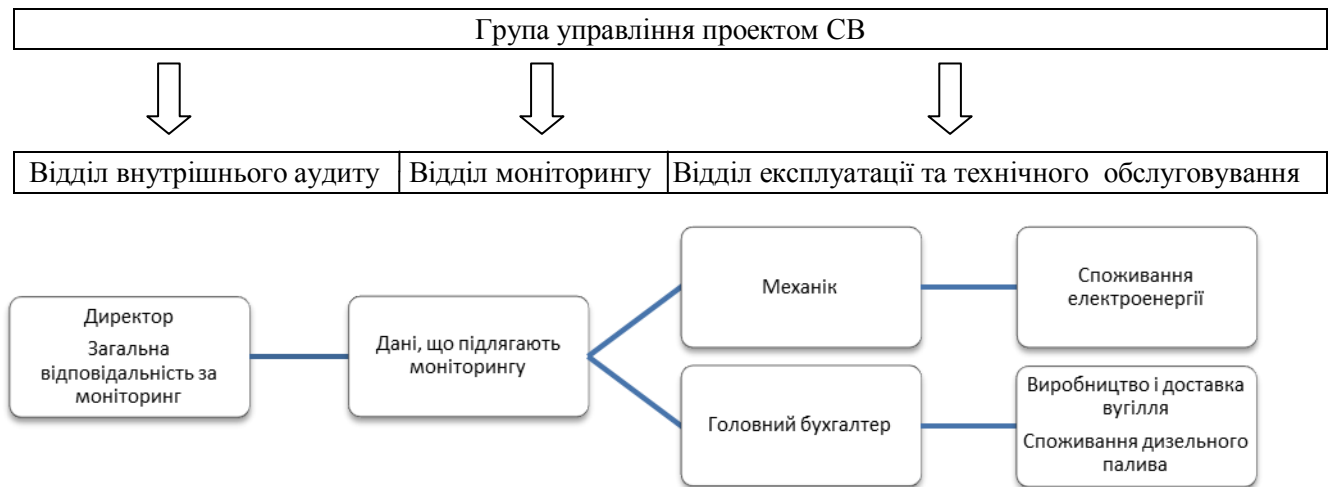 Група управління проектом СВ
Відділ внутрішнього аудиту
Відділ моніторингу
Відділ експлуатації та технічного обслуговування
Директор
Загальна
відповідальність за
моніторинг
Дані, що підлягають
моніторингу
Механік
Споживання
електроенергії
Головний бухгалтер
Виробництво і доставка
вугілля
Споживання дизельного
палива